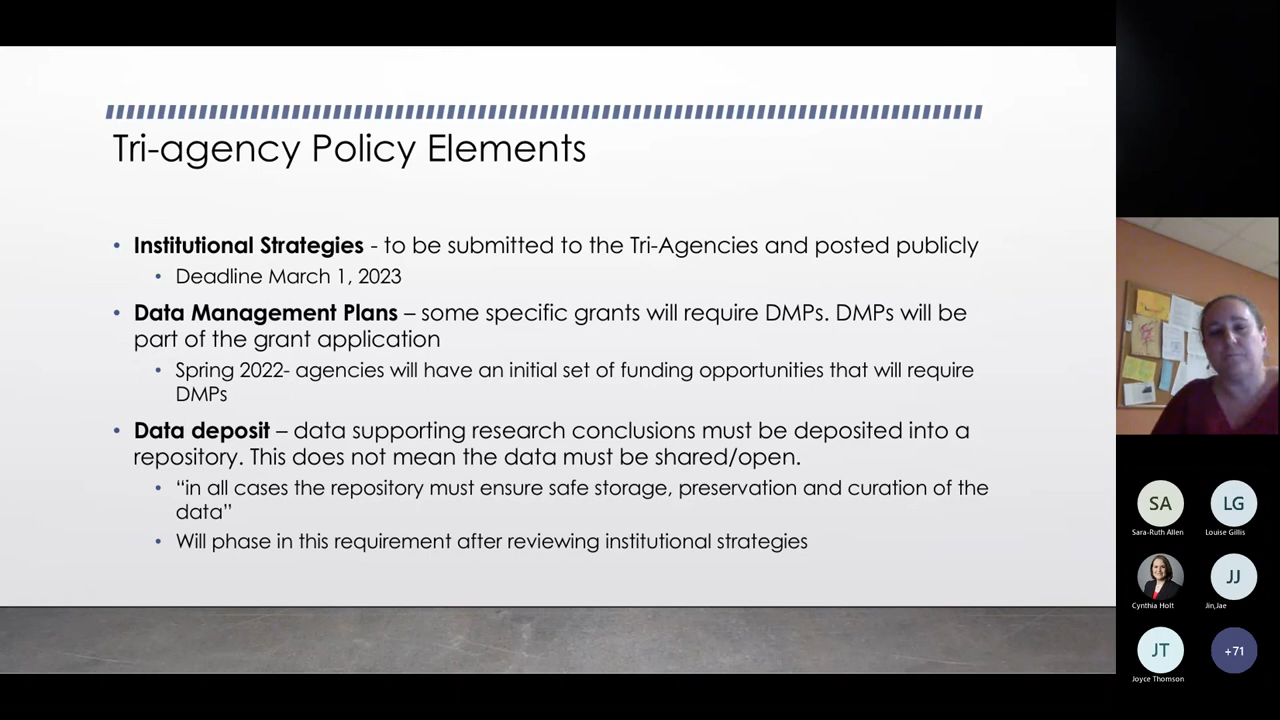 Tri-agency Policy Elements
• Institutional Strategies - to be submitted to the Tri-Agencies and posted publicly
• Deadline March 1, 2023
• Data Management Plans – some specific grants will require DMPs. DMPs will be
part of the grant application
• Spring 2022- agencies will have an initial set of funding opportunities that will require
DMPs
• Data deposit – data supporting research conclusions must be deposited into a
repository. This does not mean the data must be shared/open.
• “in all cases the repository must ensure safe storage, preservation and curation of the
data”
• Will phase in this requirement after reviewing institutional strategies
SA
LG
Sara-Ruth Allen
Louise Gillis
JJ
Cynthia Holt
Jin,Jae
JT
+71
Joyce Thomson